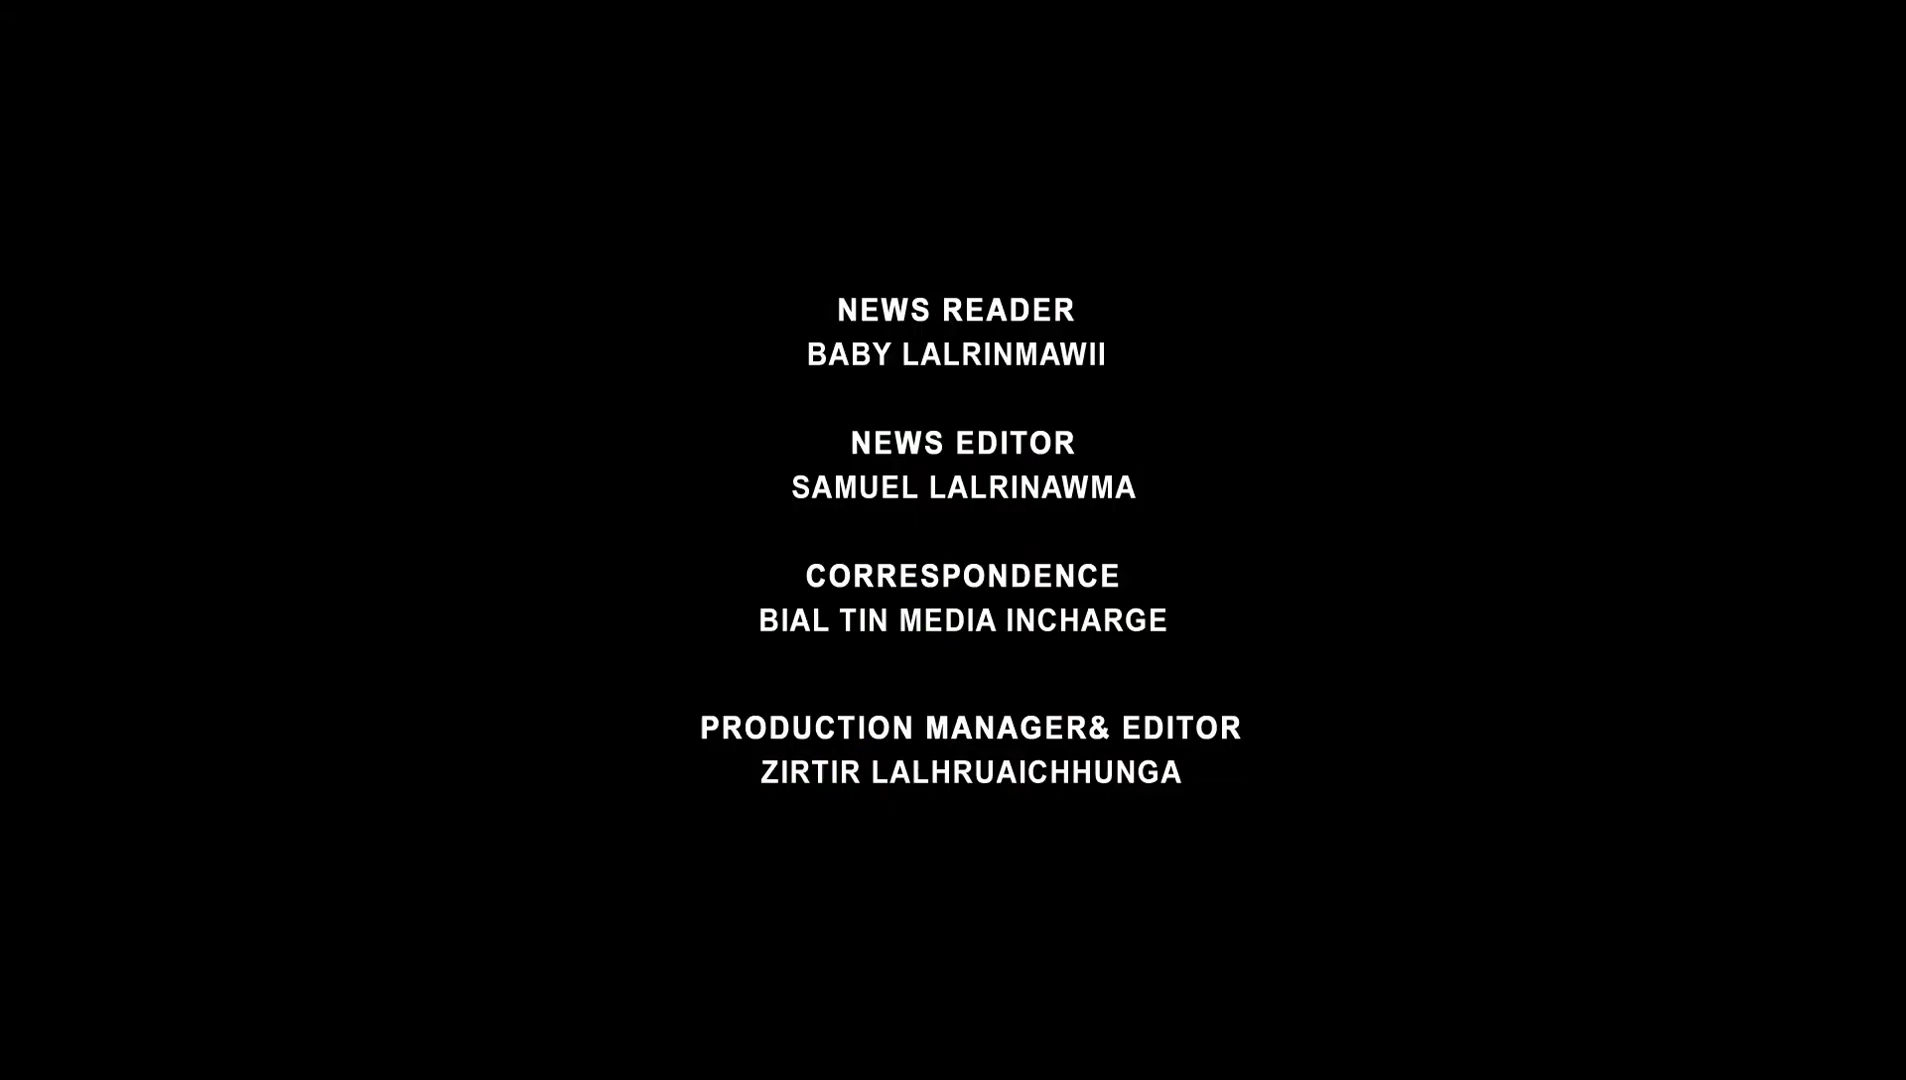 NEWS READER
BABY LALRINMAWII
NEWS EDITOR
SAMUEL LALRINAWMA
CORRESPONDENCE
BIAL TIN MEDIA INCHARGE
PRODUCTION MANAGER& EDITOR
ZIRTIR LALHRUAICHHUNGA